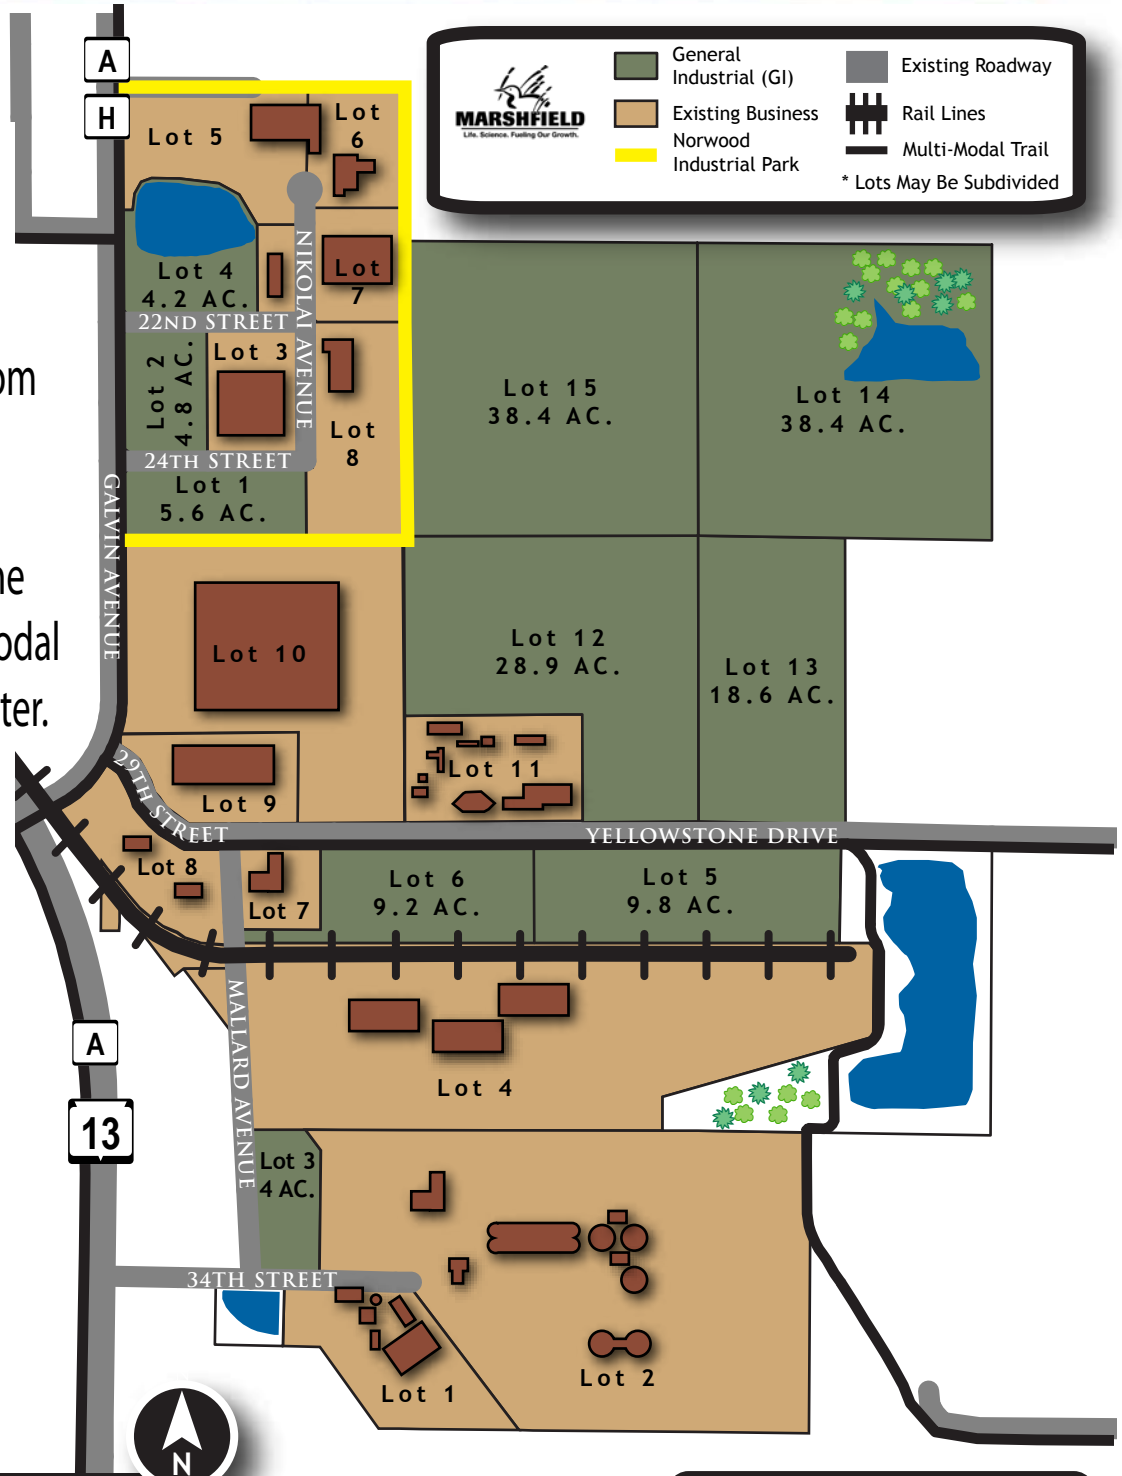 A
H
MARSHFIELD
Life. Science. Fueling Our Growth.
General
Industrial (GI)
Existing Business
Norwood
Industrial Park
Existing Roadway
Rail Lines
Multi-Modal Trail
* Lots May Be Subdivided
Lot 5
Lot
6
Lot 4
4.2 AC.
Lot
7
NIKOLAI AVENUE
22ND STREET
Lot 2
4.8 AC.
Lot 3
Lot
8
24TH STREET
Lot 1
5.6 AC.
GALVIN AVENUE
om
ne
odal
ter.
Lot 15
38.4 AC.
Lot 14
38.4 AC.
Lot 10
Lot 12
28.9 AC.
Lot 13
18.6 AC.
Lot 11
Lot 9
29TH STREET
YELLOWSTONE DRIVE
Lot 8
Lot 7
Lot 6
9.2 AC.
Lot 5
9.8 AC.
MALLARD AVENUE
Lot 4
A
13
Lot 3
4 AC.
34TH STREET
Lot 1
Lot 2
N